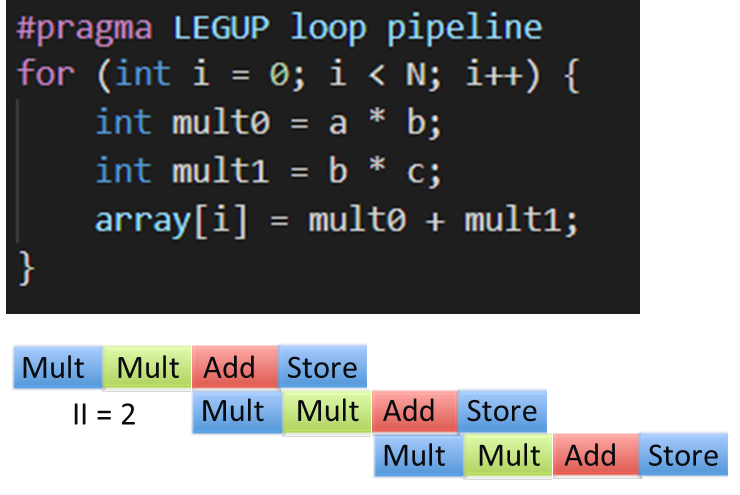 #pragma LEGUP loop pipeline
for (int i = 0; i < N; i++) {
int mult0 = a * b;
int mult1 = b * c;
array[i] = mult0 + mult1;
}
Mult Mult Add Store
II = 2 Mult Mult Add Store
Mult Mult Add Store